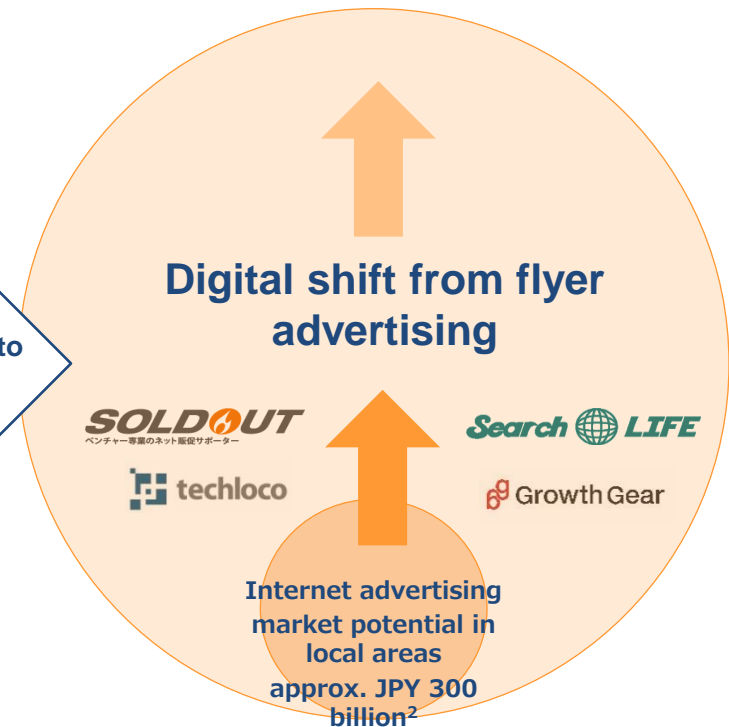 Digital shift from flyer
advertising
to
SOLDOUT
ベンチャー専業のネット販促サポーター
Search LIFE
techloco
Growth Gear
Internet advertising
market potential in
local areas
approx. JPY 300
billion2